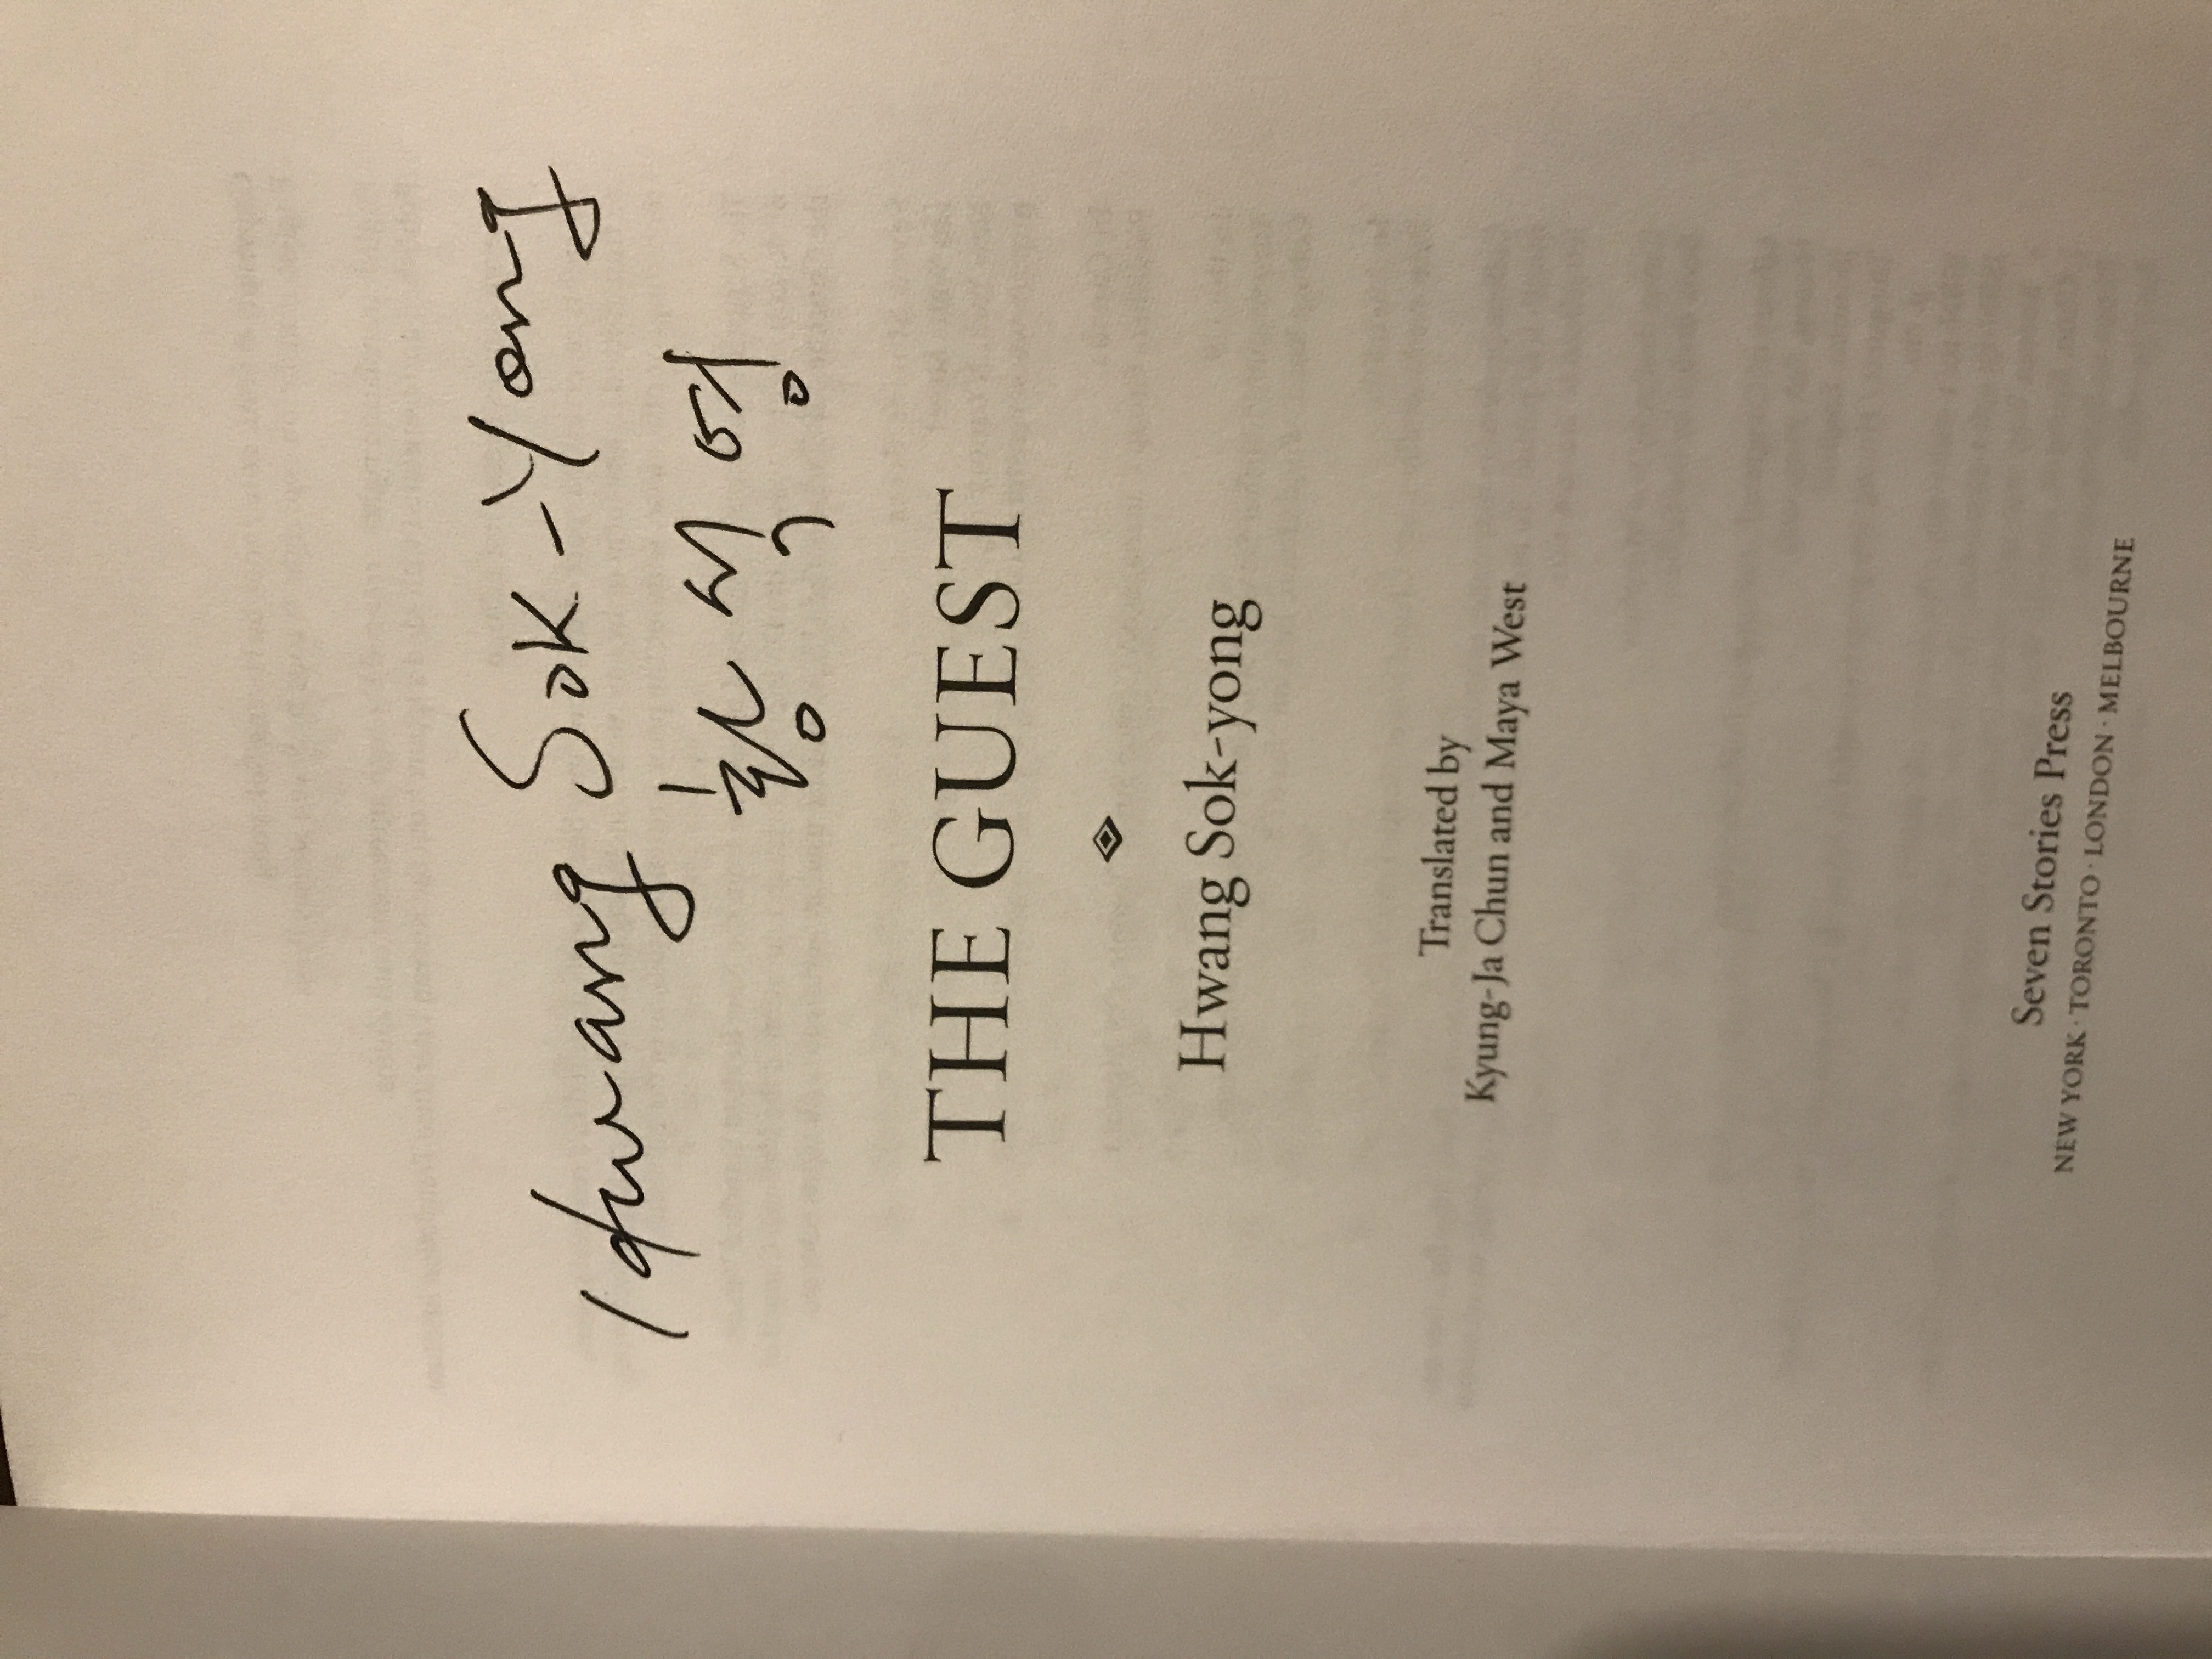 Hwang Sok-Yong
황석영
THE GUEST
Hwang Sok-yong
Translated by
Kyung-Ja Chun and Maya West
Seven Stories Press
NEW YORK · TORONTO · LONDON · MELBOURNE